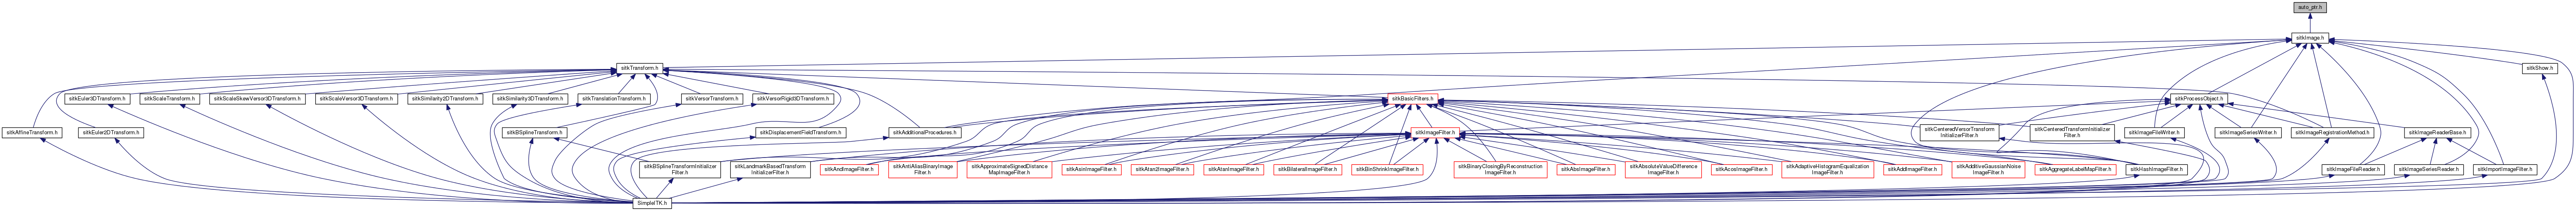 auto_ptr.h
sitkImage.h
sitkTransform.h
sitkShow.h
sitkEuler3DTransform.h
sitkScaleTransform.h
sitkScaleSkewVersor3DTransform.h
sitkScaleVersor3DTransform.h
sitkSimilarity2DTransform.h
sitkSimilarity3DTransform.h
sitkTranslationTransform.h
sitkVersorTransform.h
sitkVersorRigid3DTransform.h
sitkBasicFilters.h
sitkProcessObject.h
sitkAffineTransform.h
sitkEuler2DTransform.h
sitkBSplineTransform.h
sitkDisplacementFieldTransform.h
sitkAdditionalProcedures.h
sitkImageFilter.h
sitkCenteredVersorTransform
InitializerFilter.h
sitkCenteredTransformInitializer
Filter.h
sitkImageFileWriter.h
sitkImageSeriesWriter.h
sitkImageRegistrationMethod.h
sitkImageReaderBase.h
sitkBSplineTransformInitializer
Filter.h
sitkLandmarkBasedTransform
InitializerFilter.h
sitkAndImageFilter.h
sitkAntiAliasBinaryImage
Filter.h
sitkApproximateSignedDistance
MapImageFilter.h
sitkAsinImageFilter.h
sitkAtan2ImageFilter.h
sitkAtanImageFilter.h
sitkBilateralImageFilter.h
sitkBinShrinkImageFilter.h
sitkBinaryClosingByReconstruction
ImageFilter.h
sitkAbsImageFilter.h
sitkAbsoluteValueDifference
ImageFilter.h
sitkAcosImageFilter.h
sitkAdaptiveHistogramEqualization
ImageFilter.h
sitkAddImageFilter.h
sitkAdditiveGaussianNoise
ImageFilter.h
sitkAggregateLabelMapFilter.h
sitkHashImageFilter.h
sitkImageFileReader.h
sitkImageSeriesReader.h
sitkImportImageFilter.h
SimpleITK.h